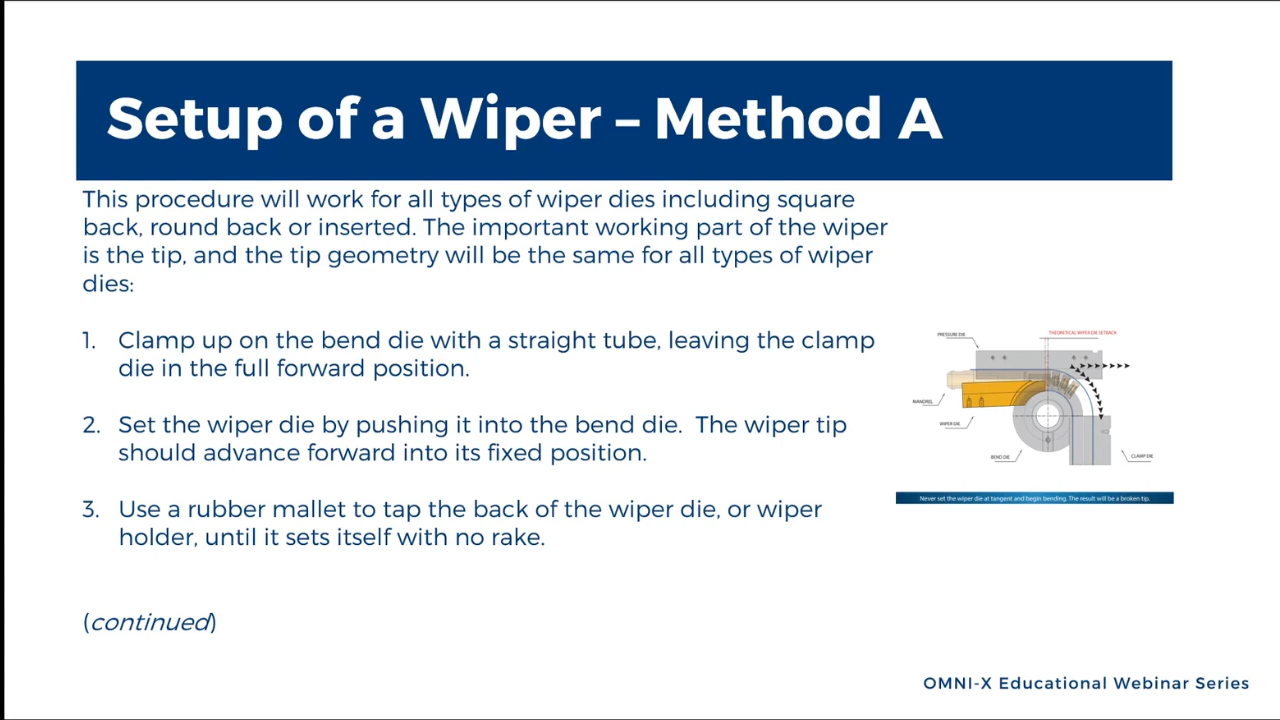 Setup of a Wiper – Method A
This procedure will work for all types of wiper dies including square
back, round back or inserted. The important working part of the wiper
is the tip, and the tip geometry will be the same for all types of wiper
dies:
1. Clamp up on the bend die with a straight tube, leaving the clamp
die in the full forward position.
2. Set the wiper die by pushing it into the bend die. The wiper tip
should advance forward into its fixed position.
3. Use a rubber mallet to tap the back of the wiper die, or wiper
holder, until it sets itself with no rake.
(continued)
THEORETICAL WIPER DIE SETBACK
PRESSURE DIE
MANDREL
WIPER DIE
BEND DIE
CLAMP DIE
Never set the wiper die at tangent and begin bending. The result will be a broken tip.
OMNI-X Educational Webinar Series